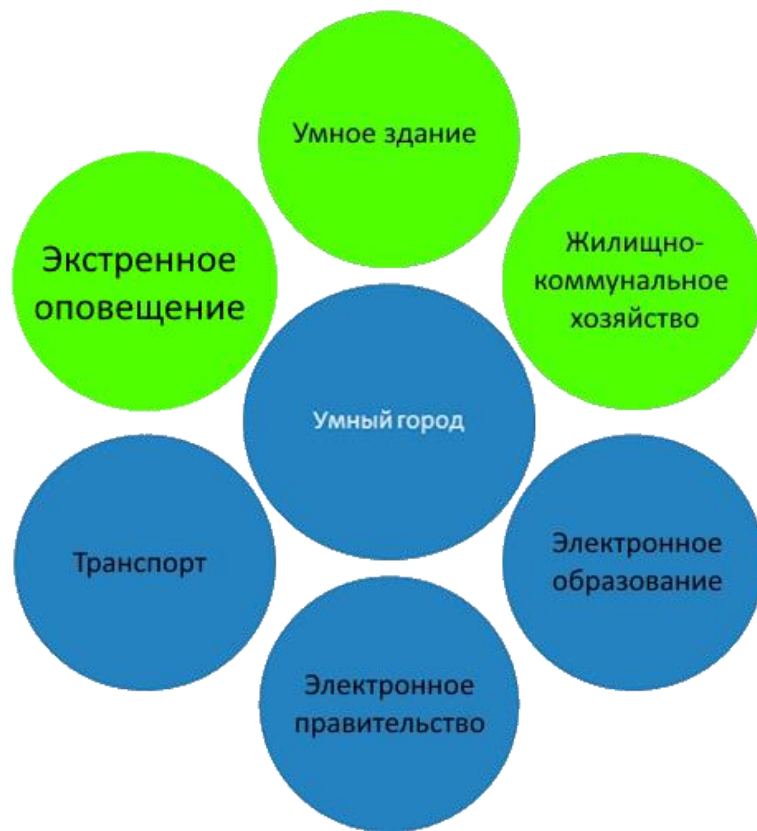 Умное здание
Экстренное
оповещение
Жилищно-
коммунальное
хозяйство
Умный город
Транспорт
Электронное
образование
Электронное
правительство